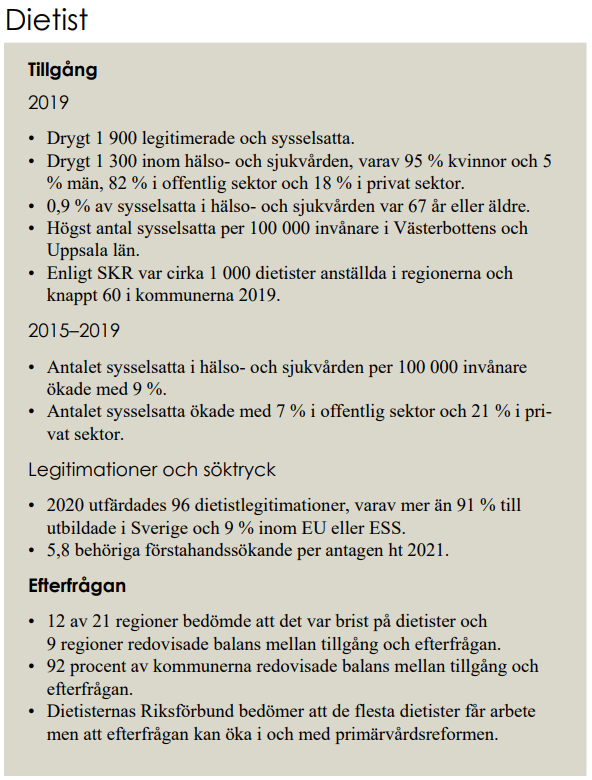 Dietist
Tillgång
2019
• Drygt 1 900 legitimerade och sysselsatta.
• Drygt 1 300 inom hälso- och sjukvården, varav 95 % kvinnor och 5
% män, 82 % i offentlig sektor och 18 % i privat sektor.
• 0,9 % av sysselsatta i hälso- och sjukvården var 67 år eller äldre.
• Högst antal sysselsatta per 100 000 invånare i Västerbottens och
Uppsala län.
• Enligt SKR var cirka 1 000 dietister anställda i regionerna och
knappt 60 i kommunerna 2019.
2015–2019
• Antalet sysselsatta i hälso- och sjukvården per 100 000 invånare
ökade med 9 %.
• Antalet sysselsatta ökade med 7 % i offentlig sektor och 21 % i pri-
vat sektor.
Legitimationer och söktryck
• 2020 utfärdades 96 dietistlegitimationer, varav mer än 91 % till
utbildade i Sverige och 9 % inom EU eller ESS.
• 5,8 behöriga förstahandssökande per antagen ht 2021.
Efterfrågan
• 12 av 21 regioner bedömde att det var brist på dietister och
9 regioner redovisade balans mellan tillgång och efterfrågan.
• 92 procent av kommunerna redovisade balans mellan tillgång och
efterfrågan.
• Dietisternas Riksförbund bedömer att de flesta dietister får arbete
men att efterfrågan kan öka i och med primärvårdsreformen.